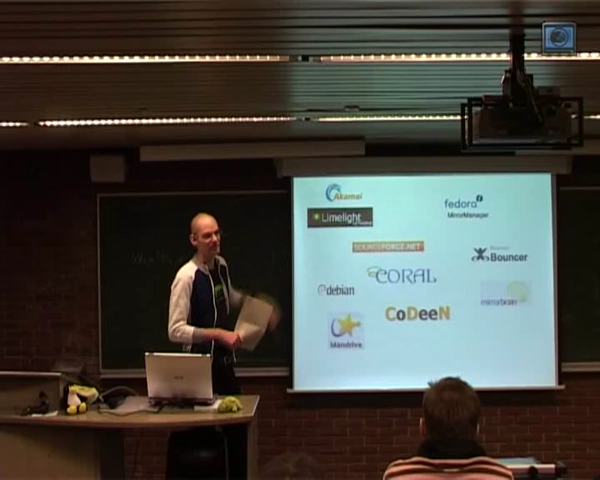 Akamai
fedora
MirrorManager
Limelight
SOURCEFORGE.NET
Bouncer
CORAL
debian
mirrorbrain
CoDeeN
Mandriva